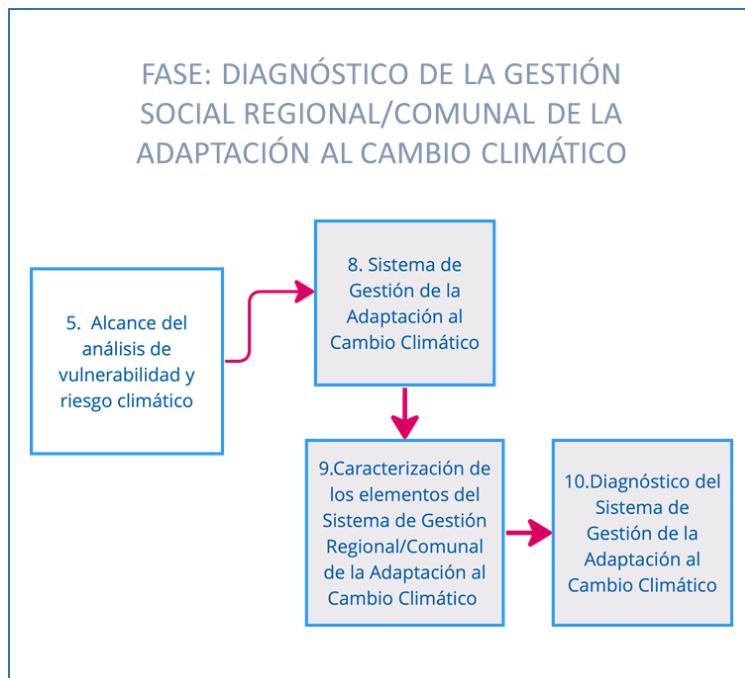 FASE: DIAGNÓSTICO DE LA GESTIÓN
SOCIAL REGIONAL/COMUNAL DE LA
ADAPTACIÓN AL CAMBIO CLIMÁTICO
5. Alcance del
análisis de
vulnerabilidad y
riesgo climático
8. Sistema de
Gestión de la
Adaptación al
Cambio Climático
9.Caracterización de
los elementos del
Sistema de Gestión
Regional/Comunal
de la Adaptación al
Cambio Climático
10.Diagnóstico del
Sistema de
Gestión de la
Adaptación al
Cambio Climático